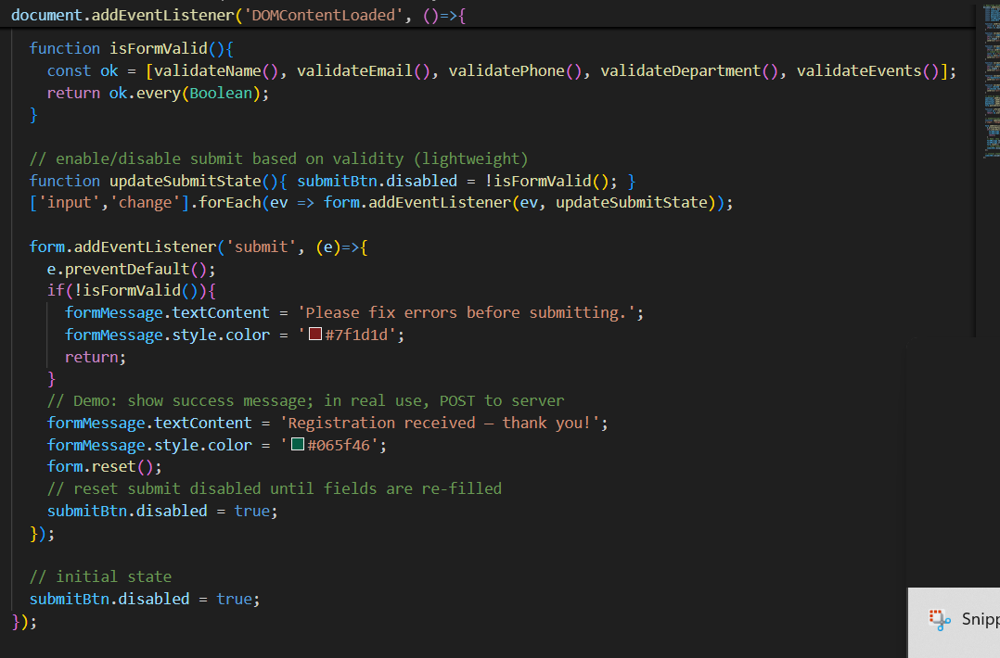 document.addEventListener('DOMContentLoaded', ()=>{
  function isFormValid(){
    const ok = [validateName(), validateEmail(), validatePhone(), validateDepartment(), validateEvents()];
    return ok.every(Boolean);
  }

  // enable/disable submit based on validity (lightweight)
  function updateSubmitState(){ submitBtn.disabled = !isFormValid(); }
  ['input','change'].forEach(ev => form.addEventListener(ev, updateSubmitState));

  form.addEventListener('submit', (e)=>{
    e.preventDefault();
    if(!isFormValid()){
      formMessage.textContent = 'Please fix errors before submitting.';
      formMessage.style.color = '#7f1d1d';
      return;
    }
    // Demo: show success message; in real use, POST to server
    formMessage.textContent = 'Registration received — thank you!';
    formMessage.style.color = '#065f46';
    form.reset();
    // reset submit disabled until fields are re-filled
    submitBtn.disabled = true;
  });

  // initial state
  submitBtn.disabled = true;
});
Snipp